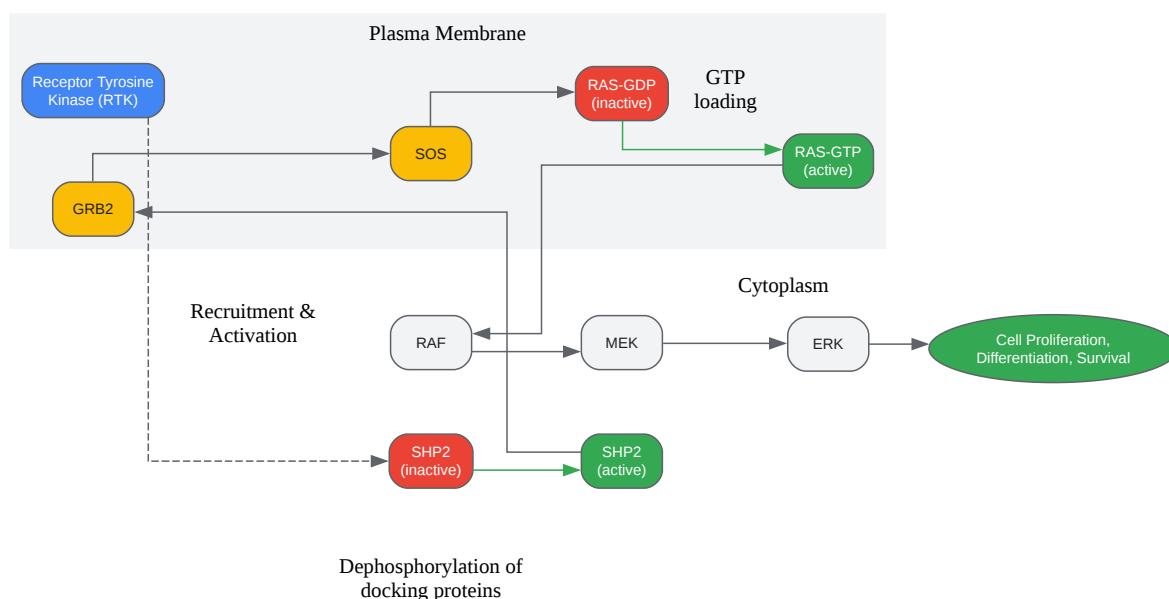 Plasma Membrane
Receptor Tyrosine
Kinase (RTK)
RAS-GDP
(inactive)
GTP
loading
SOS
RAS-GTP
(active)
GRB2
Cytoplasm
Recruitment &
Activation
RAF
MEK
ERK
Cell Proliferation,
Differentiation, Survival
SHP2
(inactive)
SHP2
(active)
Dephosphorylation of
docking proteins